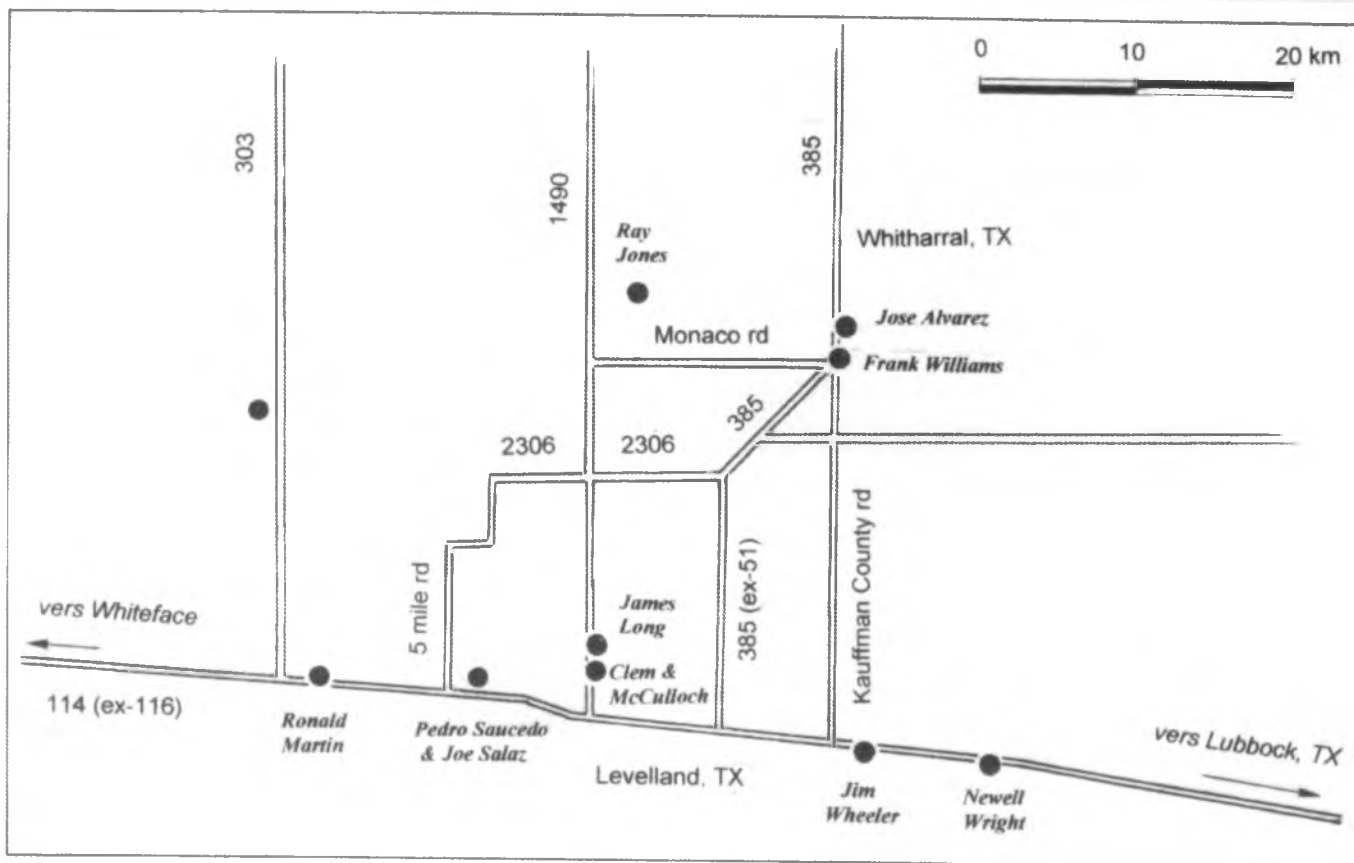 0 10 20 km
303
1490
385
Ray
Jones
Whitharral, TX
Jose Alvarez
Monaco rd
Frank Williams
385
2306
2306
Kauffman County rd
385 (ex-51)
5 mile rd
vers Whiteface
James
Long
Clem &
McCulloch
114 (ex-116)
Ronald
Martin
Pedro Saucedo
& Joe Salaz
Levelland, TX
vers Lubbock, TX
Jim
Wheeler
Newell
Wright